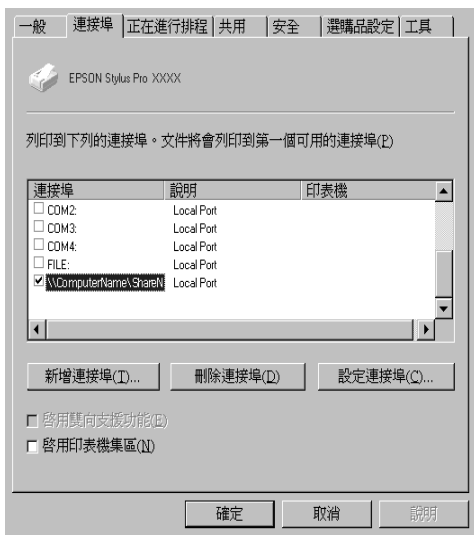 一般 連接埠 正在進行排程 共用 安全 選購品設定 工具
EPSON Stylus Pro XXXX
列印到下列的連接埠。文件將會列印到第一個可用的連接埠(P)
連接埠 說明 印表機
COM2: Local Port
COM3: Local Port
COM4: Local Port
FILE: Local Port
\\ComputerName\ShareN Local Port
新增連接埠(T)... 刪除連接埠(D) 設定連接埠(C)...
啓用雙向支援功能(E)
啓用印表機集區(N)
確定 取消 說明